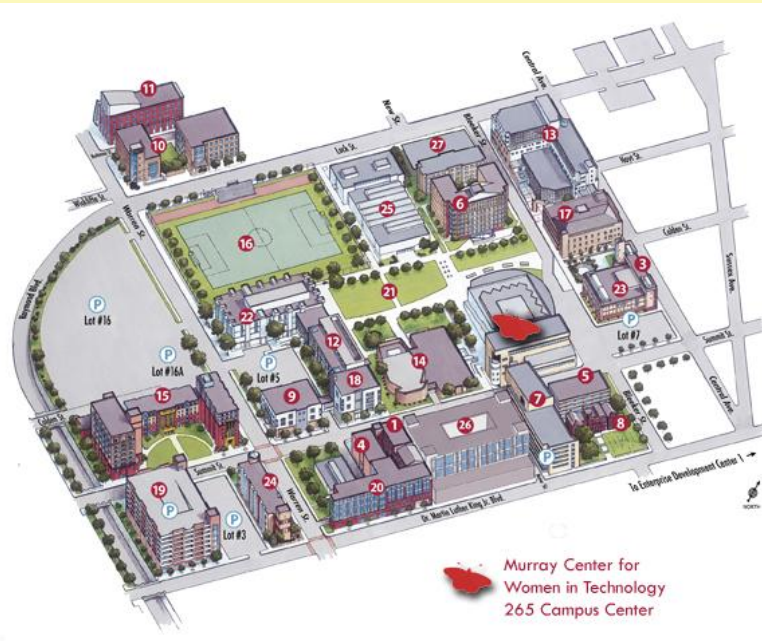 Central Ave.
11
New St.
Bleeker St.
13
10
27
Lock St.
Hoyt St.
Wickliffe St.
6
25
17
Warren St.
Colden St.
16
3
Sussex Ave.
23
21
P
Lot #16
22
P
Lot #7
Summit St.
12
P
Lot #16A
P
Lot #5
14
18
9
5
15
7
Central Ave.
Colden St.
1
26
8
Bleeker St.
4
P
Summit St.
20
24
Warren St.
To Enterprise Development Center 1
19
P
P
Lot #3
Dr. Martin Luther King Jr. Blvd.
NORTH
Murray Center for
Women in Technology
265 Campus Center